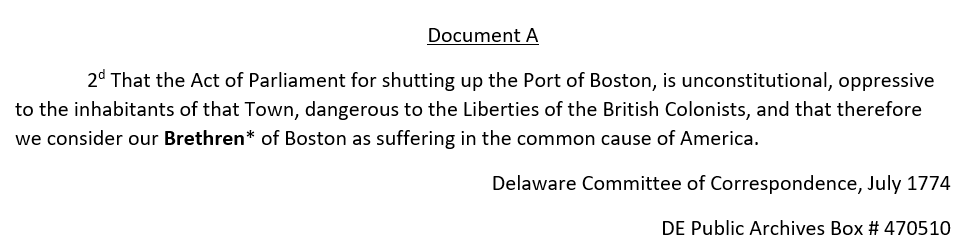 Document A
2d That the Act of Parliament for shutting up the Port of Boston, is unconstitutional, oppressive
to the inhabitants of that Town, dangerous to the Liberties of the British Colonists, and that therefore
we consider our Brethren* of Boston as suffering in the common cause of America.
Delaware Committee of Correspondence, July 1774
DE Public Archives Box # 470510